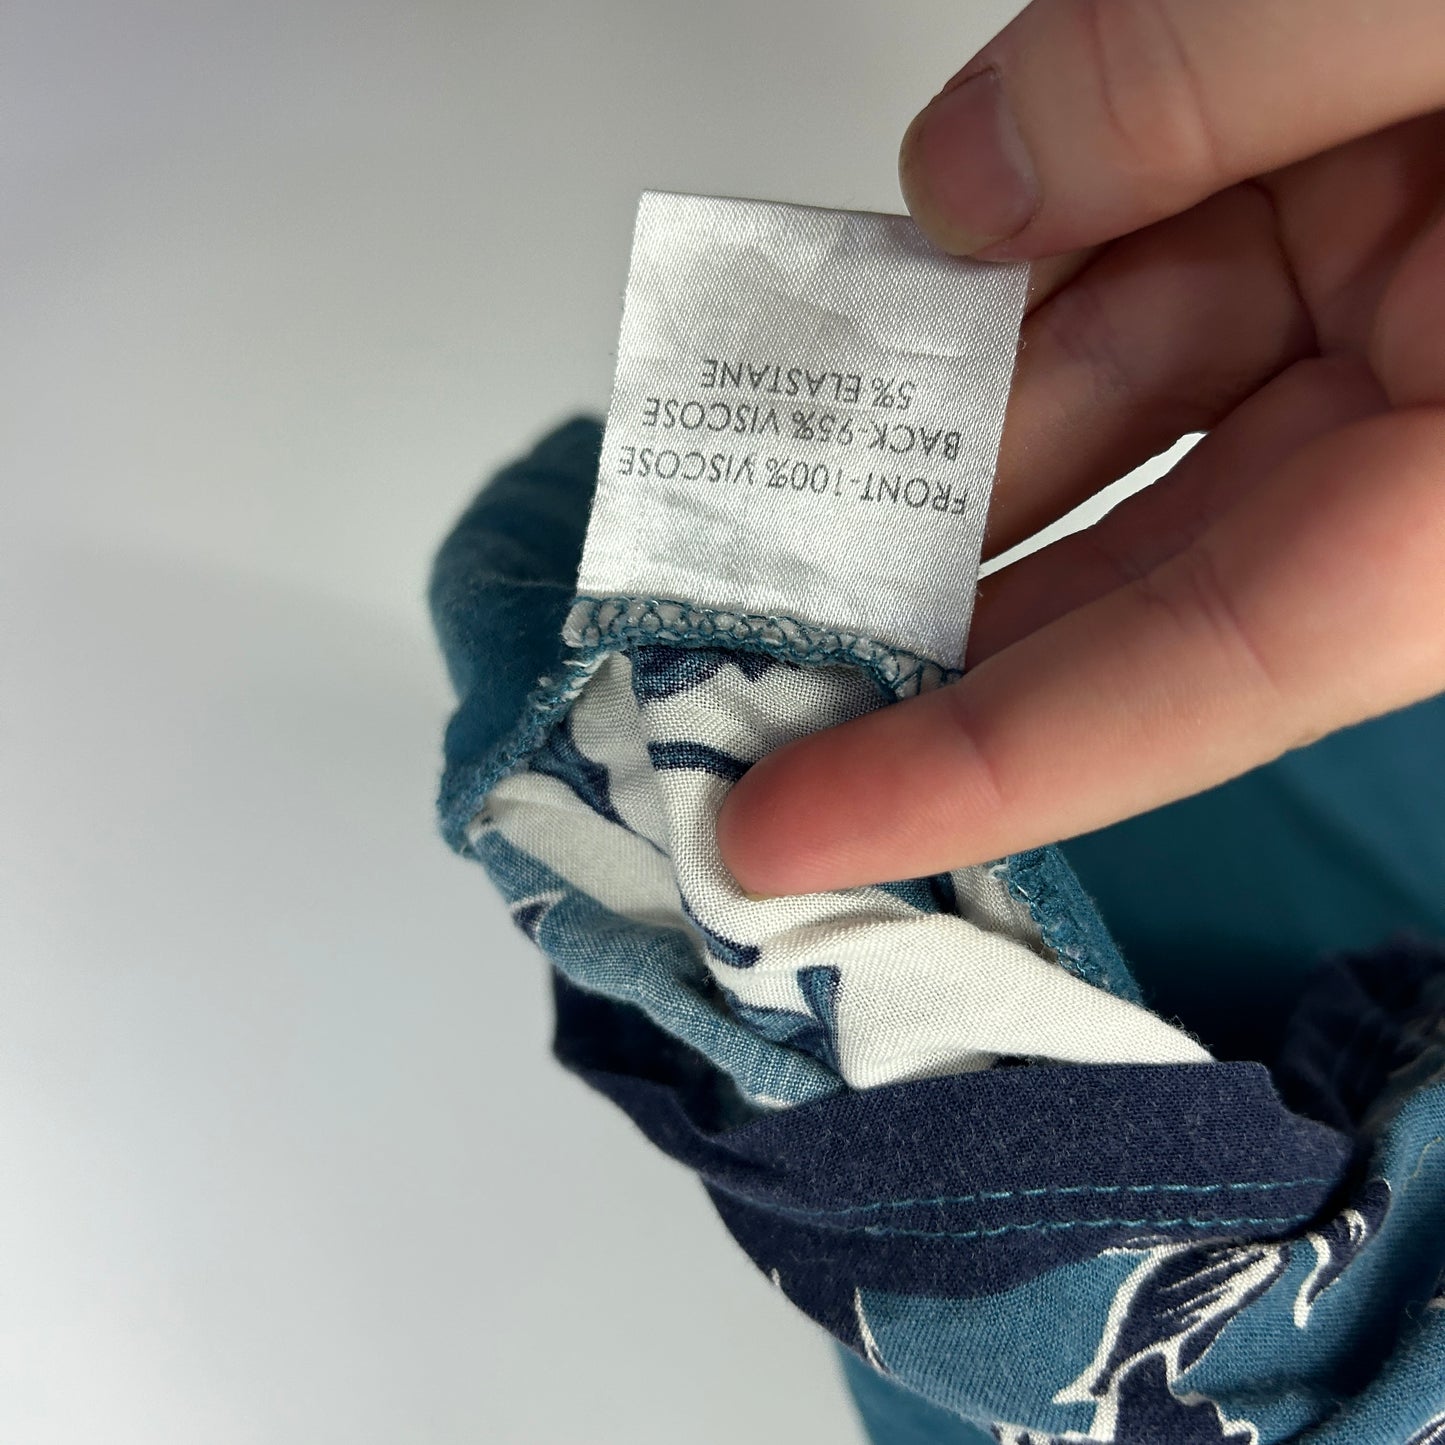 FRONT-100% VISCOSE
BACK-95% VISCOSE
5% ELASTANE